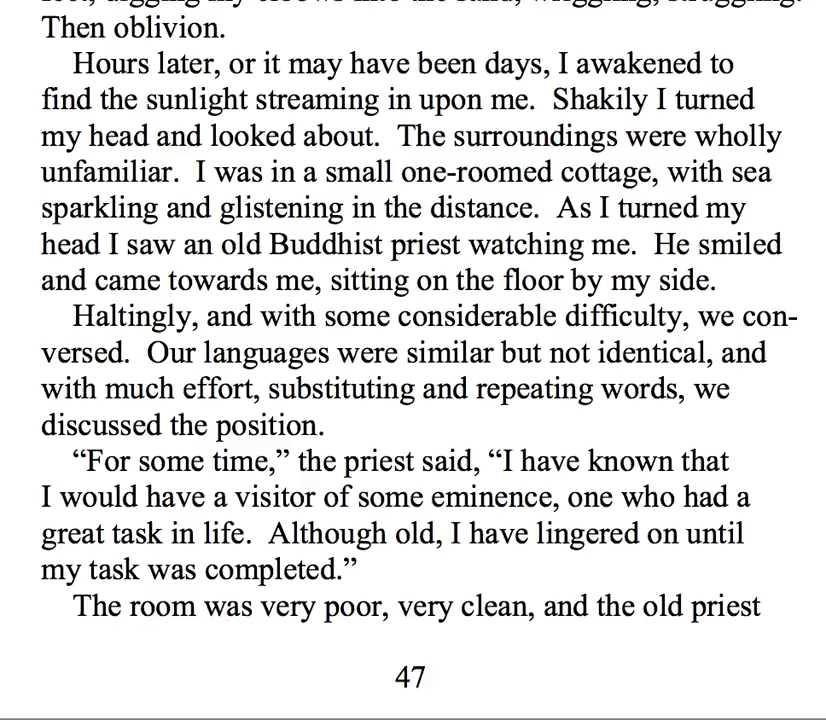 Then oblivion.
Hours later, or it may have been days, I awakened to
find the sunlight streaming in upon me.  Shakily I turned
my head and looked about.  The surroundings were wholly
unfamiliar.  I was in a small one-roomed cottage, with sea
sparkling and glistening in the distance.  As I turned my
head I saw an old Buddhist priest watching me.  He smiled
and came towards me, sitting on the floor by my side.
Haltingly, and with some considerable difficulty, we con-
versed.  Our languages were similar but not identical, and
with much effort, substituting and repeating words, we
discussed the position.
“For some time,” the priest said, “I have known that
I would have a visitor of some eminence, one who had a
great task in life.  Although old, I have lingered on until
my task was completed.”
The room was very poor, very clean, and the old priest
47